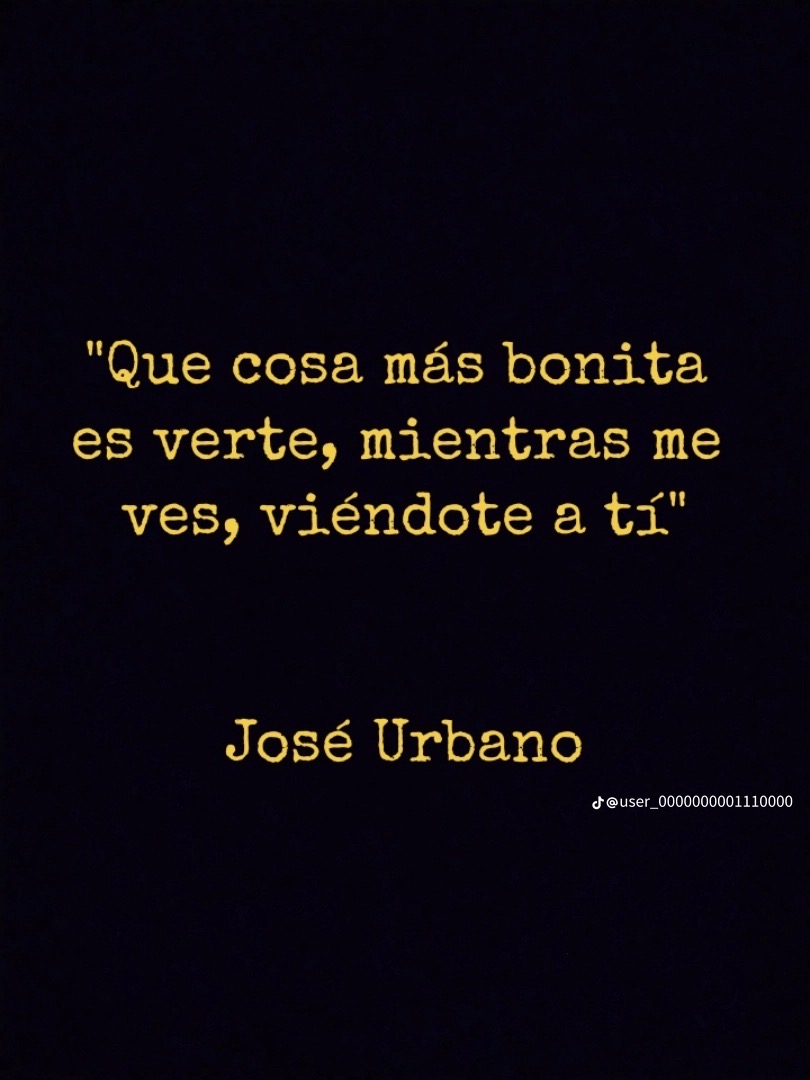 "Que cosa más bonita
es verte, mientras me
ves, viéndote a tí"
José Urbano
@user_0000000001110000